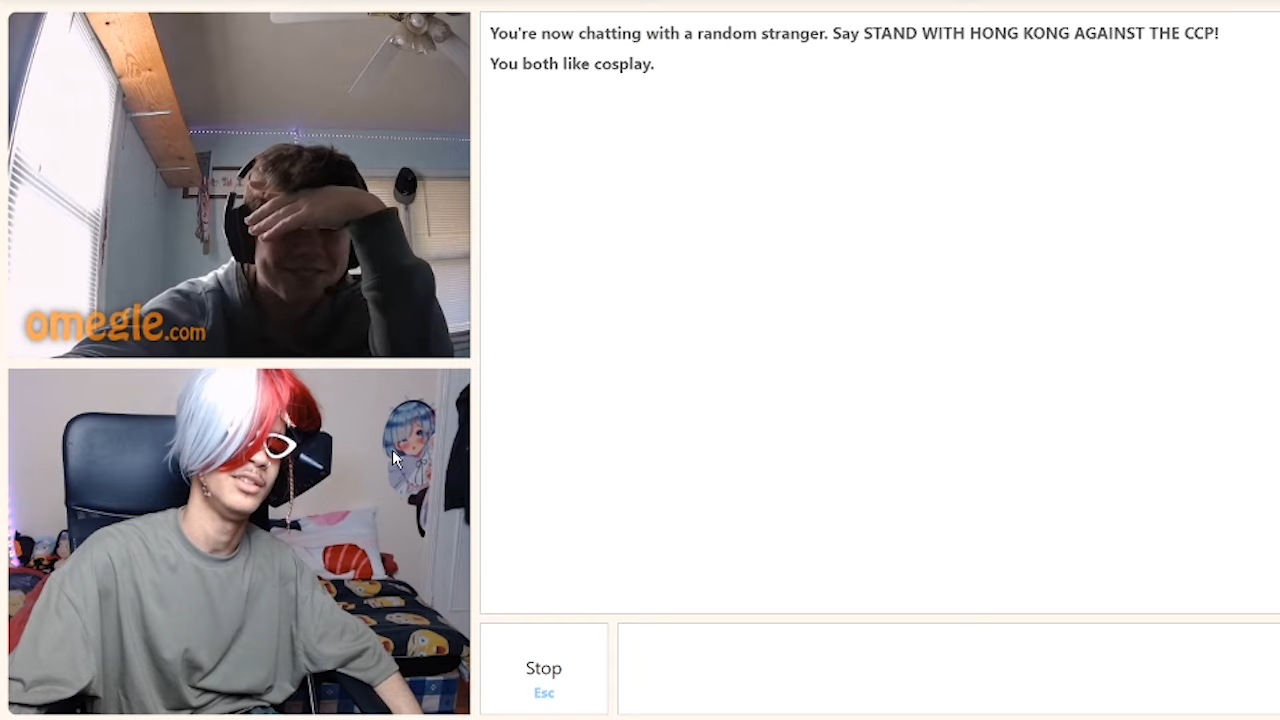 You're now chatting with a random stranger. Say STAND WITH HONG KONG AGAINST THE CCP!
You both like cosplay.
omegle.com
Stop
Esc